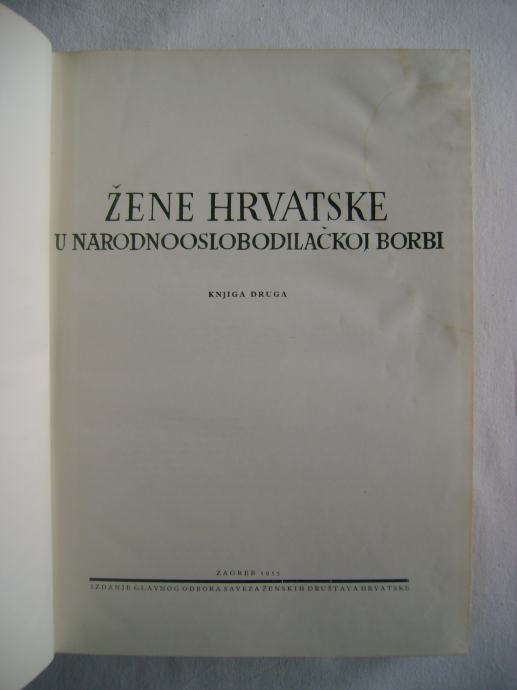 ŽENE HRVATSKE
U NARODNOOSLOBODILAČKOJ BORBI
KNJIGA DRUGA
ZAGREB 1955
IZDANJE GLAVNOG ODBORA SAVEZA ŽENSKIH DRUŠTAVA HRVATSKE